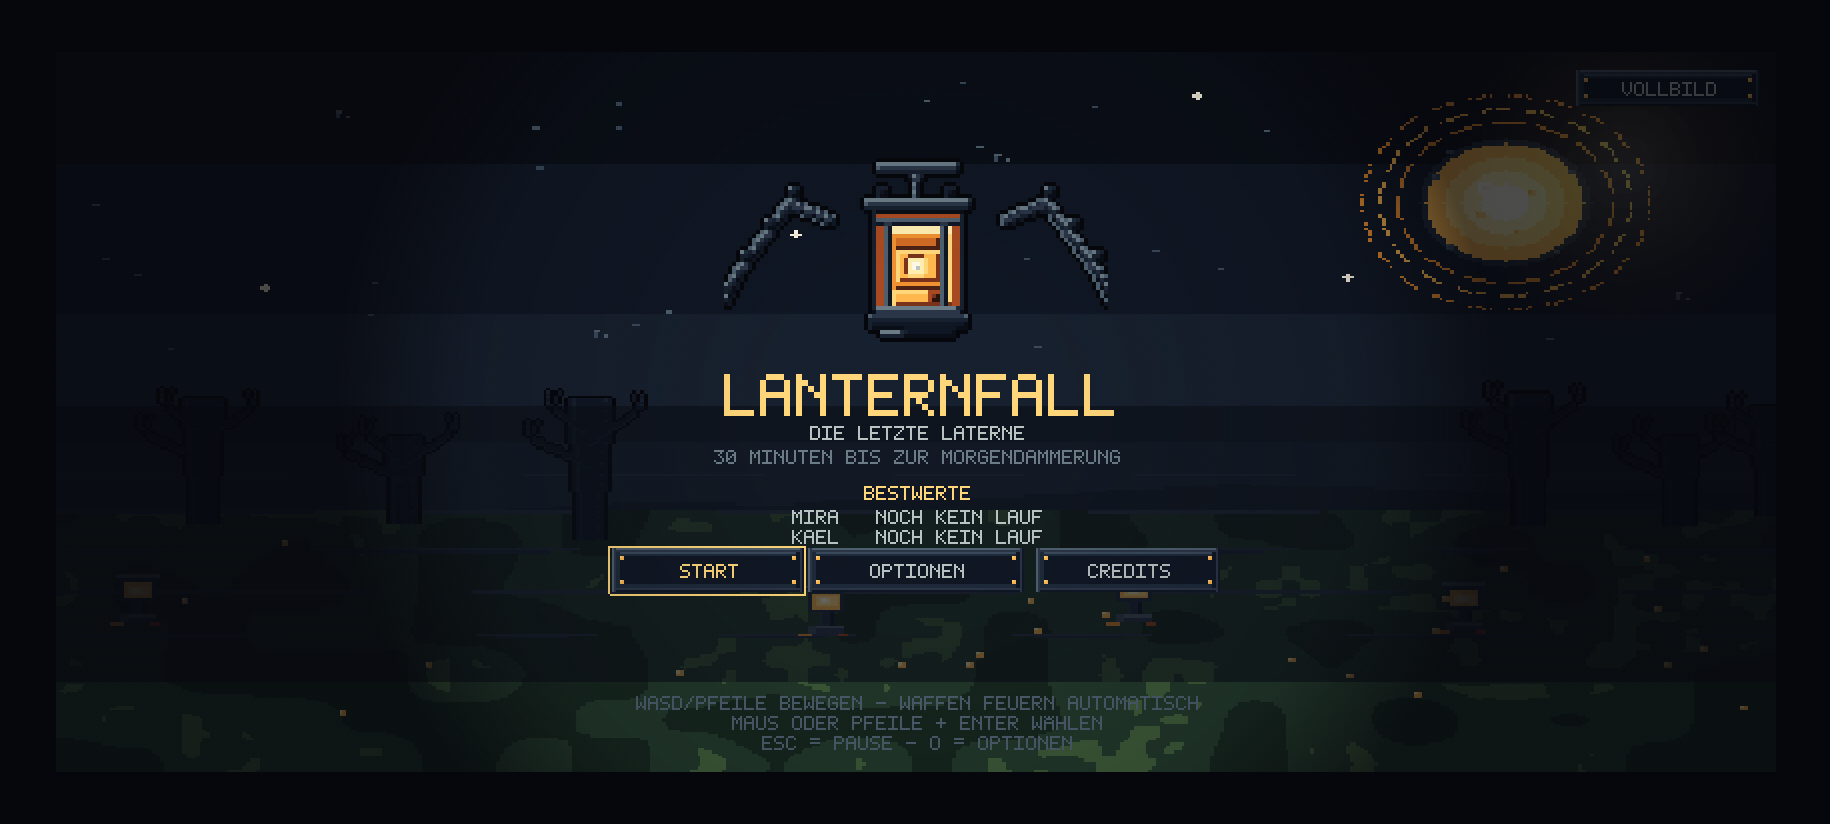 VOLLBILD
LANTERNFALL
DIE LETZTE LATERNE
30 MINUTEN BIS ZUR MORGENDAMMERUNG
BESTWERTE
MIRA NOCH KEIN LAUF
KAEL NOCH KEIN LAUF
START OPTIONEN CREDITS
WASD/PFEILE BEWEGEN - WAFFEN FEUERN AUTOMATISCH
MAUS ODER PFEILE + ENTER WÄHLEN
ESC = PAUSE - O = OPTIONEN